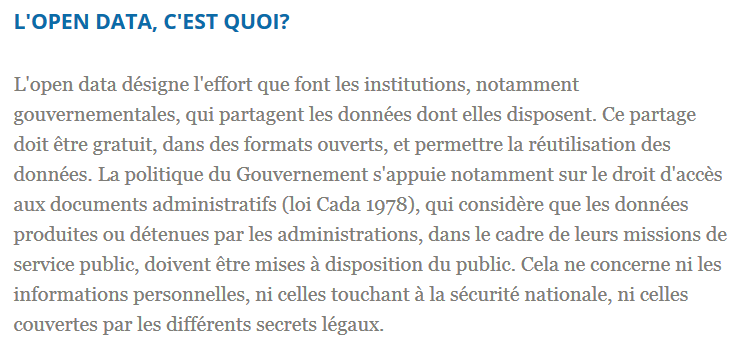 L'OPEN DATA, C'EST QUOI?
L'open data désigne l'effort que font les institutions, notamment
gouvernementales, qui partagent les données dont elles disposent. Ce partage
doit être gratuit, dans des formats ouverts, et permettre la réutilisation des
données. La politique du Gouvernement s'appuie notamment sur le droit d'accès
aux documents administratifs (loi Cada 1978), qui considère que les données
produites ou détenues par les administrations, dans le cadre de leurs missions de
service public, doivent être mises à disposition du public. Cela ne concerne ni les
informations personnelles, ni celles touchant à la sécurité nationale, ni celles
couvertes par les différents secrets légaux.